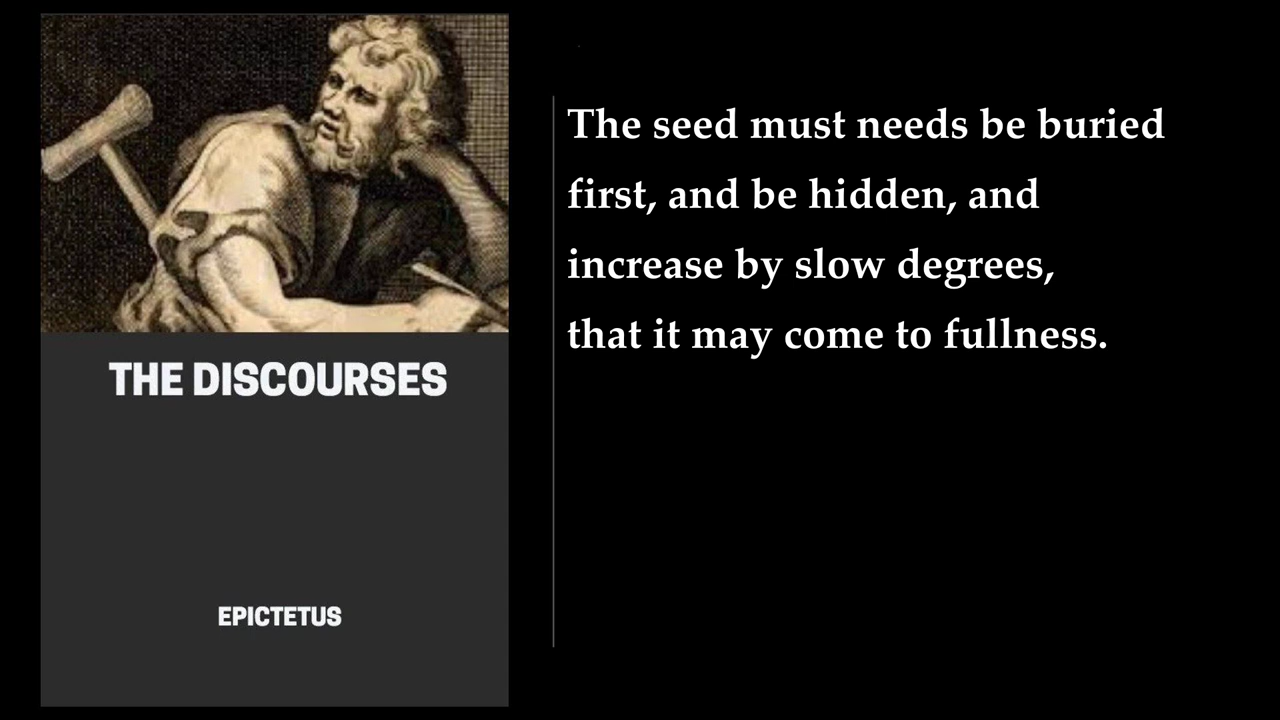 THE DISCOURSES
EPICTETUS
The seed must needs be buried
first, and be hidden, and
increase by slow degrees,
that it may come to fullness.